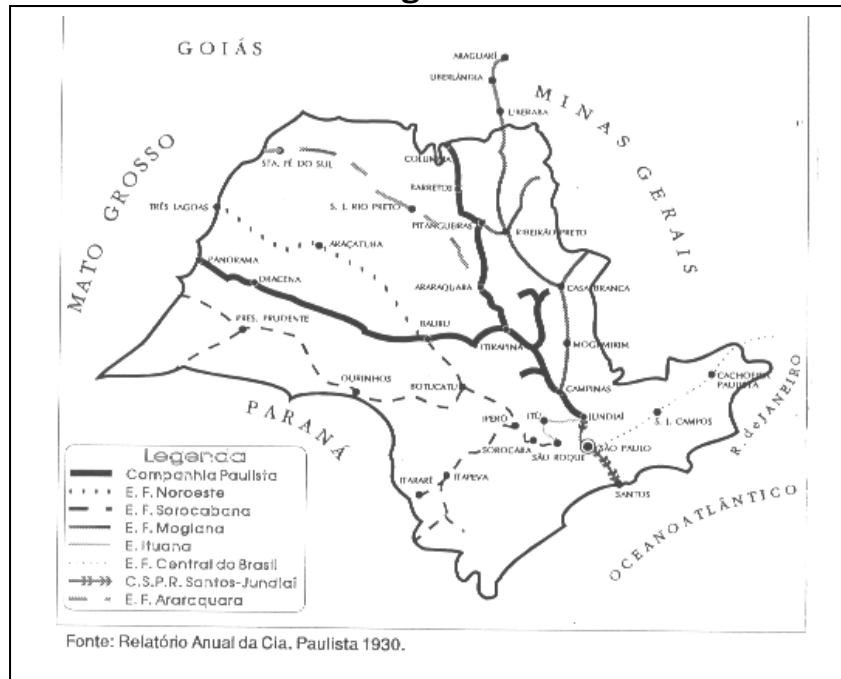 GOIÁS
MATO GROSSO
MINAS GERAIS
ARAGUARÍ
UBERLÂNDIA
UBERABA
STA. FÉ DO SUL
COLUMBIA
BARRETOS
TRÊS LAGOAS
S. J. RIO PRETO
PITANGUEIRAS
RIBEIRÃO PRETO
ARAÇATUBA
PANORAMA
DRACENA
ARARAQUARA
CASA BRANCA
PRES. PRUDENTE
BAURU
ITIRAPINA
MOGI MIRIM
CACHOEIRA
PAULISTA
OURINHOS
BOTUCATU
CAMPINAS
PARANÁ
IPERÓ
ITÚ
JUNDIAÍ
S. J. CAMPOS
R. de JANEIRO
SOROCABA
SÃO ROQUE
SÃO PAULO
ITARARÉ
ITAPEVA
SANTOS
OCEANO ATLÂNTICO
Legenda
Companhia Paulista
E. F. Noroeste
E. F. Sorocabana
E. F. Mogiana
E. Ituana
E. F. Central do Brasil
C.S.P.R. Santos-Jundiaí
E. F. Araraquara
Fonte: Relatório Anual da Cia. Paulista 1930.